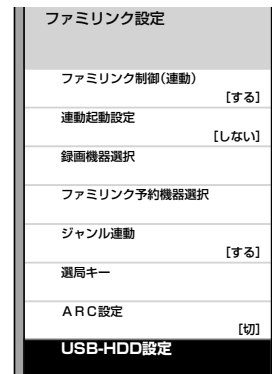 ファミリンク設定
ファミリンク制御(連動)
[する]
連動起動設定
[しない]
録画機器選択
ファミリンク予約機器選択
ジャンル連動
[する]
選局キー
ARC設定
[切]
USB-HDD設定